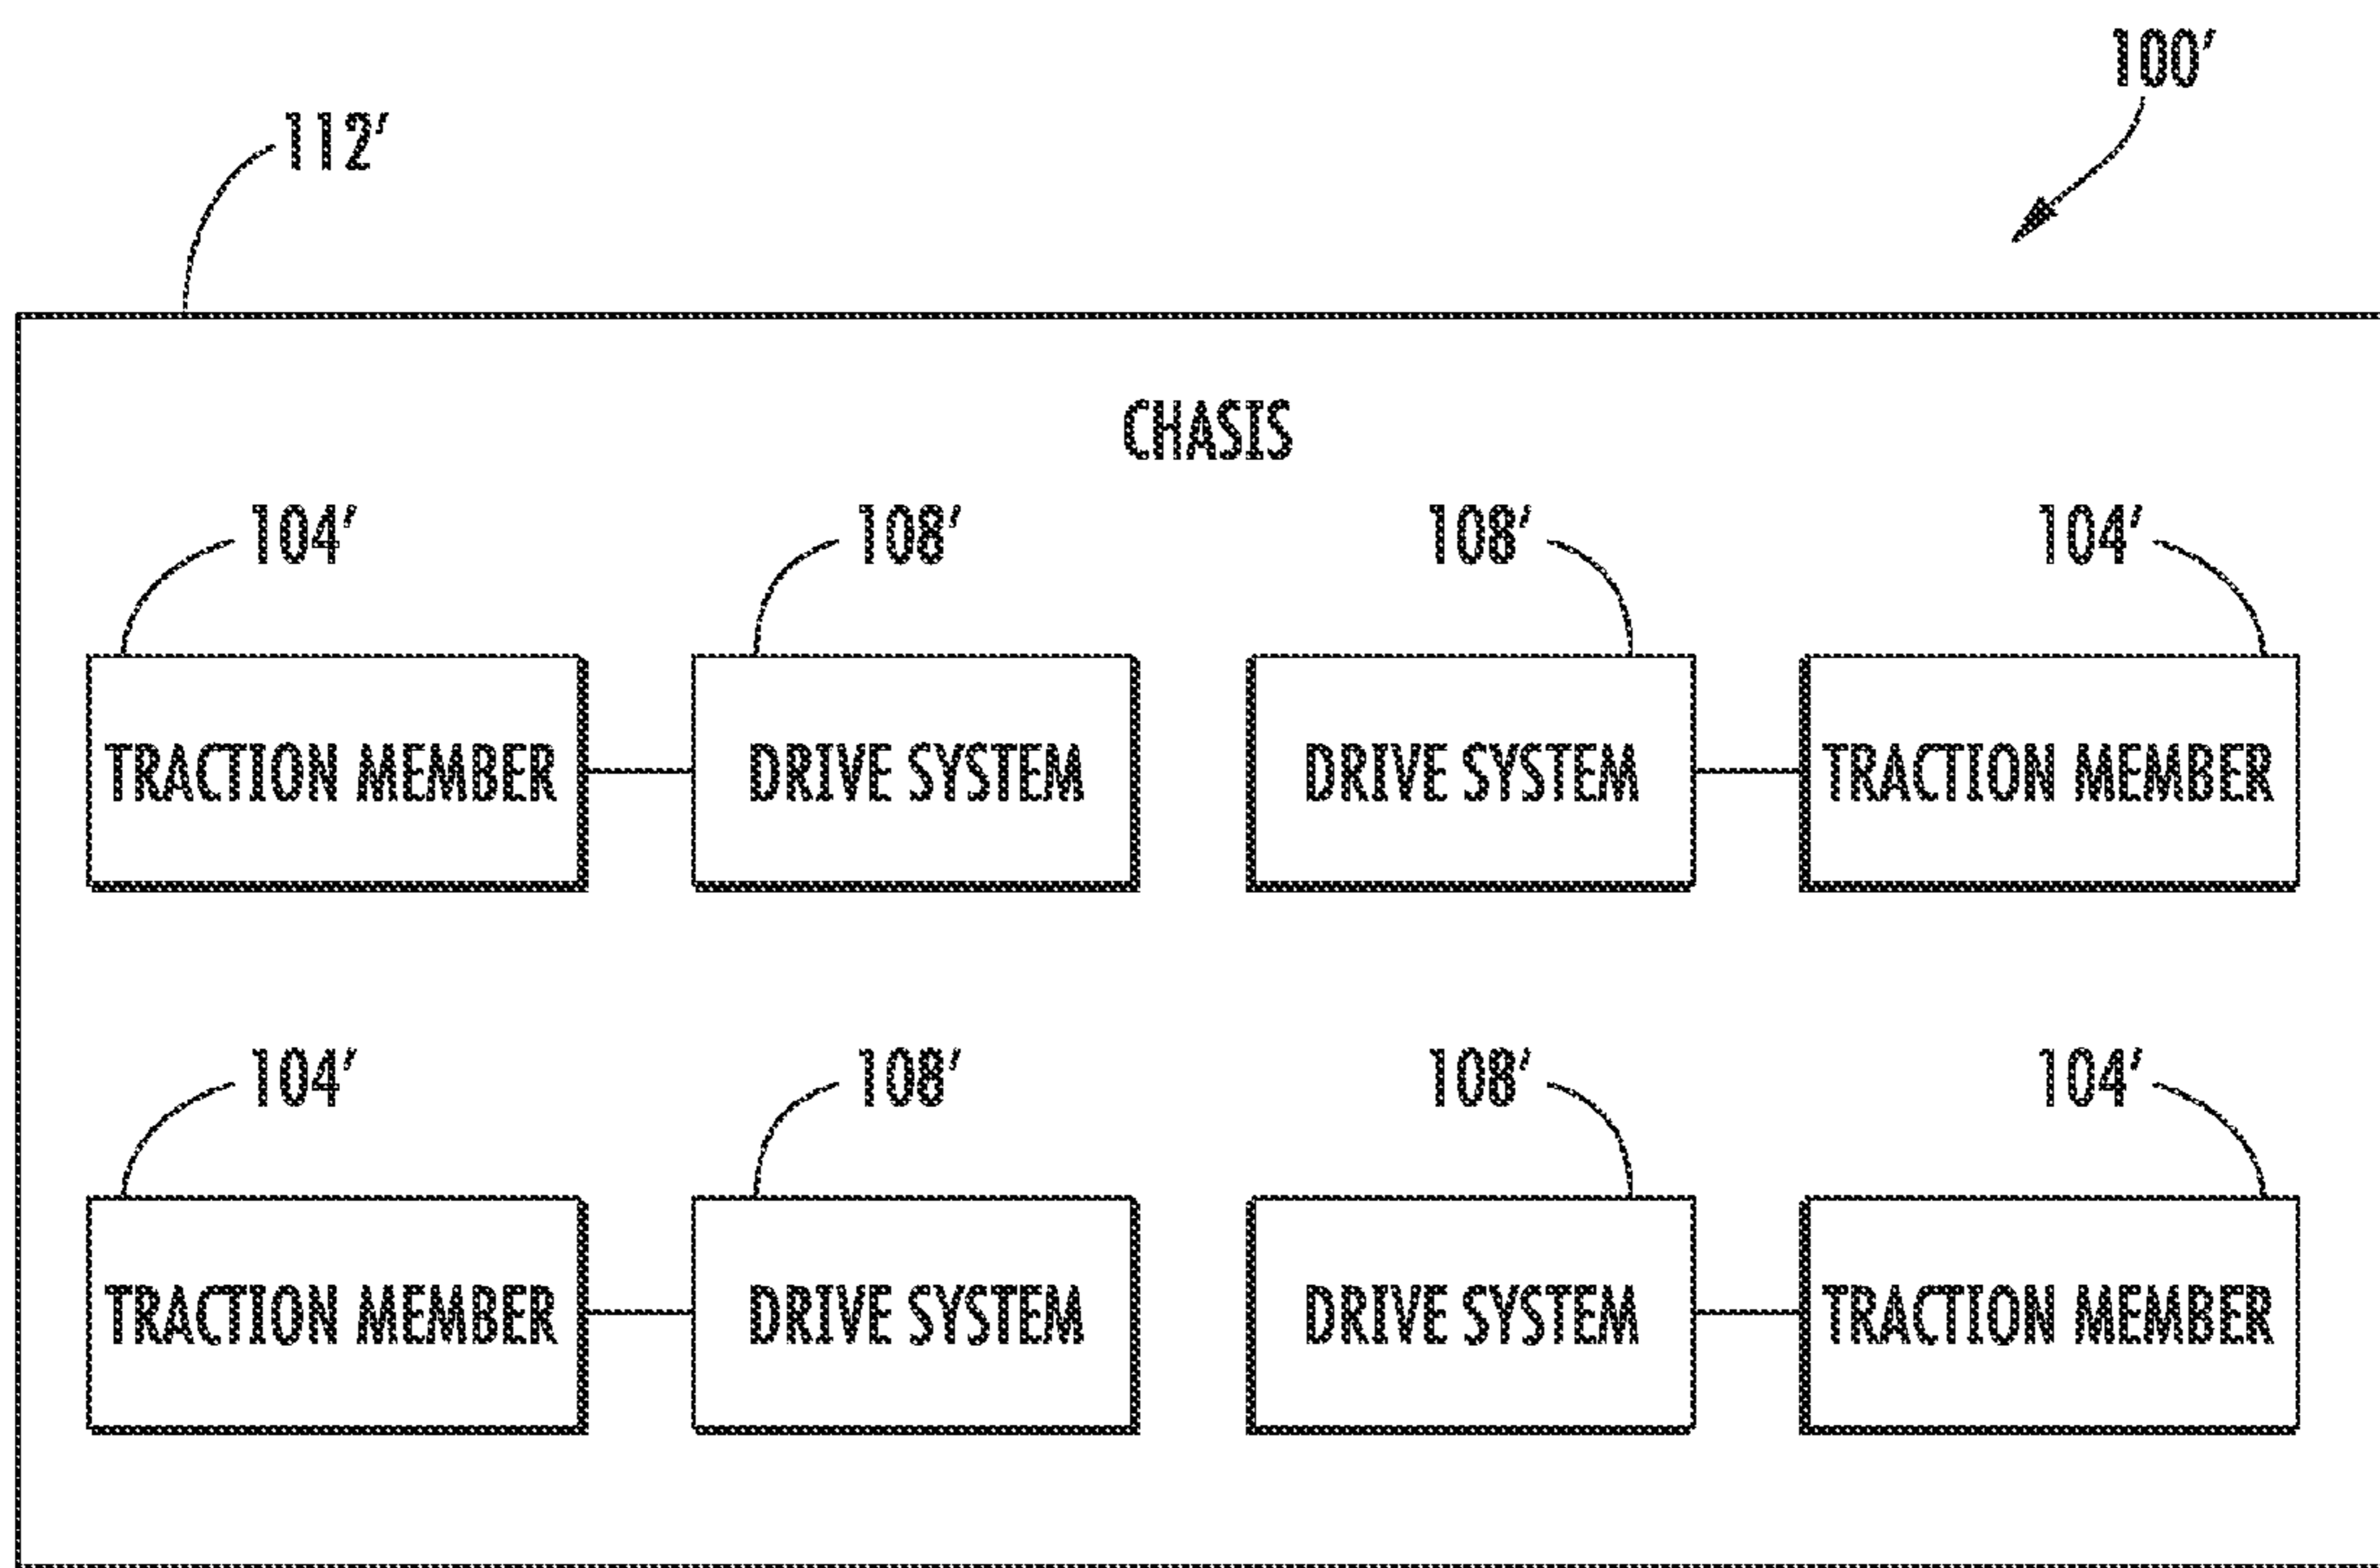 100′
112′
CHASIS
104′ 108′ 108′ 104′
TRACTION MEMBER DRIVE SYSTEM DRIVE SYSTEM TRACTION MEMBER
104′ 108′ 108′ 104′
TRACTION MEMBER DRIVE SYSTEM DRIVE SYSTEM TRACTION MEMBER